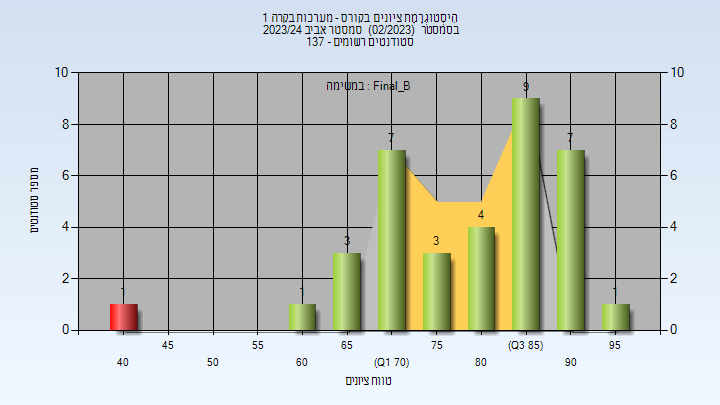 היסטוגרמת ציונים בקורס - מערכות בקרה 1
בסמסטר (02/2023) סמסטר אביב 2023/24
סטודנטים רשומים - 137
במטימה : Final_B
מספר סטודנטים
10 10
8 8
6 6
4 4
2 2
0 0
1 1 3 7 3 4 9 7 1
45 55 65 75 (Q3 85) 95
40 50 60 (Q1 70) 80 90
טווח ציונים